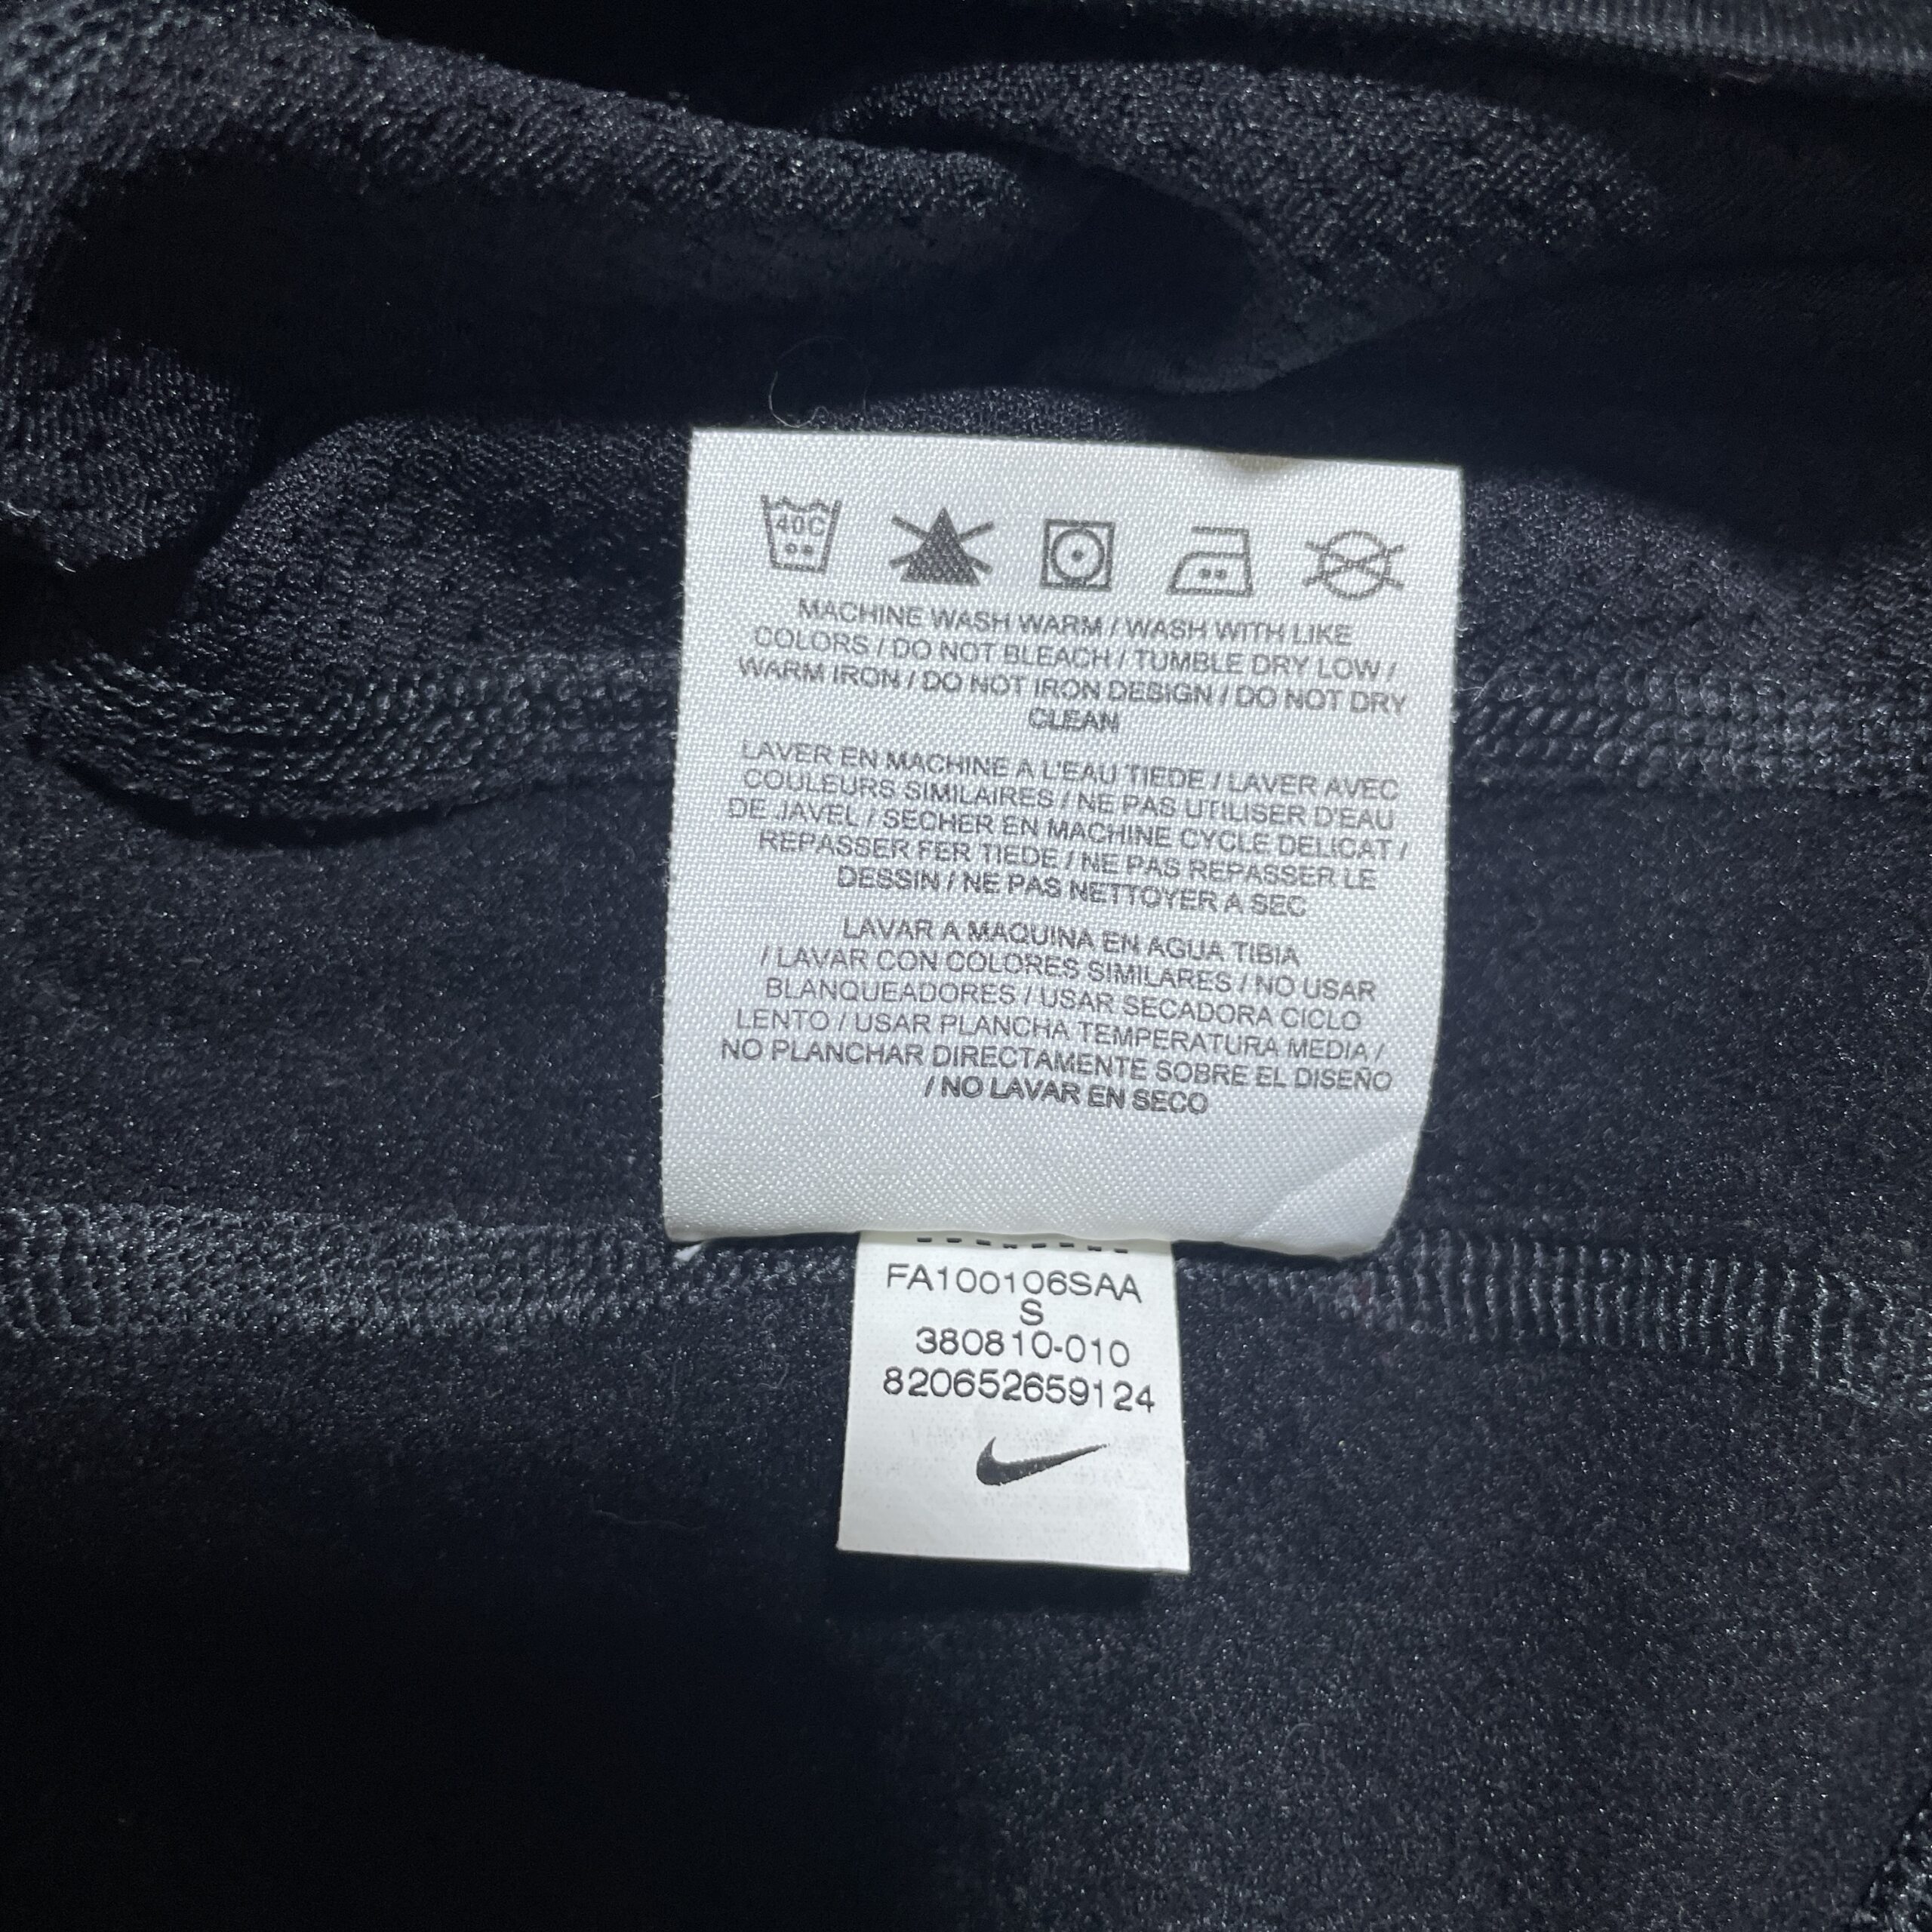 40C
MACHINE WASH WARM / WASH WITH LIKE
COLORS / DO NOT BLEACH / TUMBLE DRY LOW /
WARM IRON / DO NOT IRON DESIGN / DO NOT DRY
CLEAN
LAVER EN MACHINE A L'EAU TIEDE / LAVER AVEC
COULEURS SIMILAIRES / NE PAS UTILISER D'EAU
DE JAVEL / SECHER EN MACHINE CYCLE DELICAT /
REPASSER FER TIEDE / NE PAS REPASSER LE
DESSIN / NE PAS NETTOYER A SEC
LAVAR A MAQUINA EN AGUA TIBIA
/ LAVAR CON COLORES SIMILARES / NO USAR
BLANQUEADORES / USAR SECADORA CICLO
LENTO / USAR PLANCHA TEMPERATURA MEDIA /
NO PLANCHAR DIRECTAMENTE SOBRE EL DISEÑO
/ NO LAVAR EN SECO
FA100106SAA
S
380810-010
820652659124